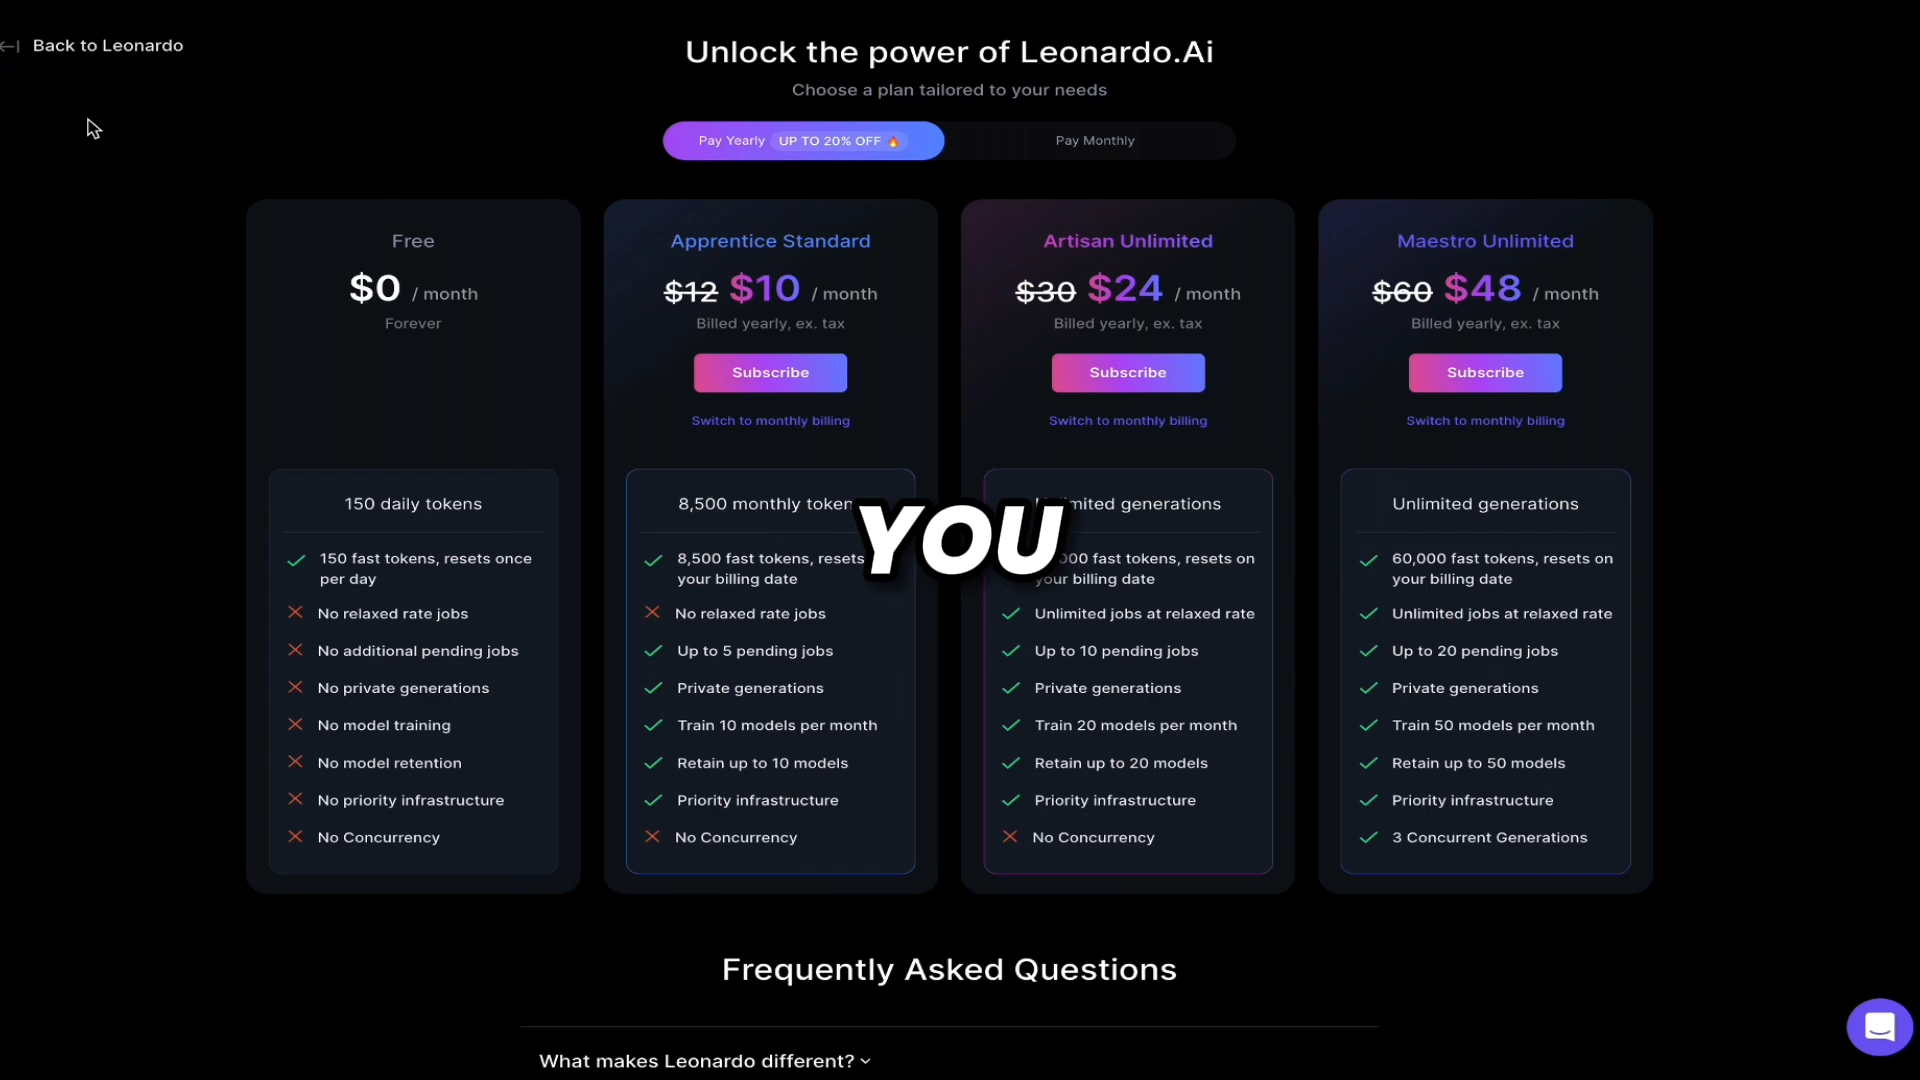 Back to Leonardo
Unlock the power of Leonardo.Ai
Choose a plan tailored to your needs
Pay Yearly UP TO 20% OFF 🔥
Pay Monthly
Free
$0 / month
Forever
150 daily tokens
150 fast tokens, resets once
per day
No relaxed rate jobs
No additional pending jobs
No private generations
No model training
No model retention
No priority infrastructure
No Concurrency
Apprentice Standard
$12 $10 / month
Billed yearly, ex. tax
Subscribe
Switch to monthly billing
8,500 monthly
8,500 fast tokens, resets
your billing date
No relaxed rate jobs
Up to 5 pending jobs
Private generations
Train 10 models per month
Retain up to 10 models
Priority infrastructure
No Concurrency
YOU
Artisan Unlimited
$30 $24 / month
Billed yearly, ex. tax
Subscribe
Switch to monthly billing
Unlimited generations
fast tokens, resets on
your billing date
Unlimited jobs at relaxed rate
Up to 10 pending jobs
Private generations
Train 20 models per month
Retain up to 20 models
Priority infrastructure
No Concurrency
Maestro Unlimited
$60 $48 / month
Billed yearly, ex. tax
Subscribe
Switch to monthly billing
Unlimited generations
60,000 fast tokens, resets on
your billing date
Unlimited jobs at relaxed rate
Up to 20 pending jobs
Private generations
Train 50 models per month
Retain up to 50 models
Priority infrastructure
3 Concurrent Generations
Frequently Asked Questions
What makes Leonardo different?